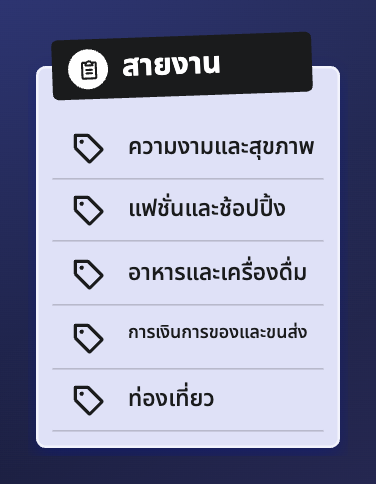 สายงาน
ความงามและสุขภาพ
แฟชั่นและช้อปปิ้ง
อาหารและเครื่องดื่ม
การเงินการของและขนส่ง
ท่องเที่ยว